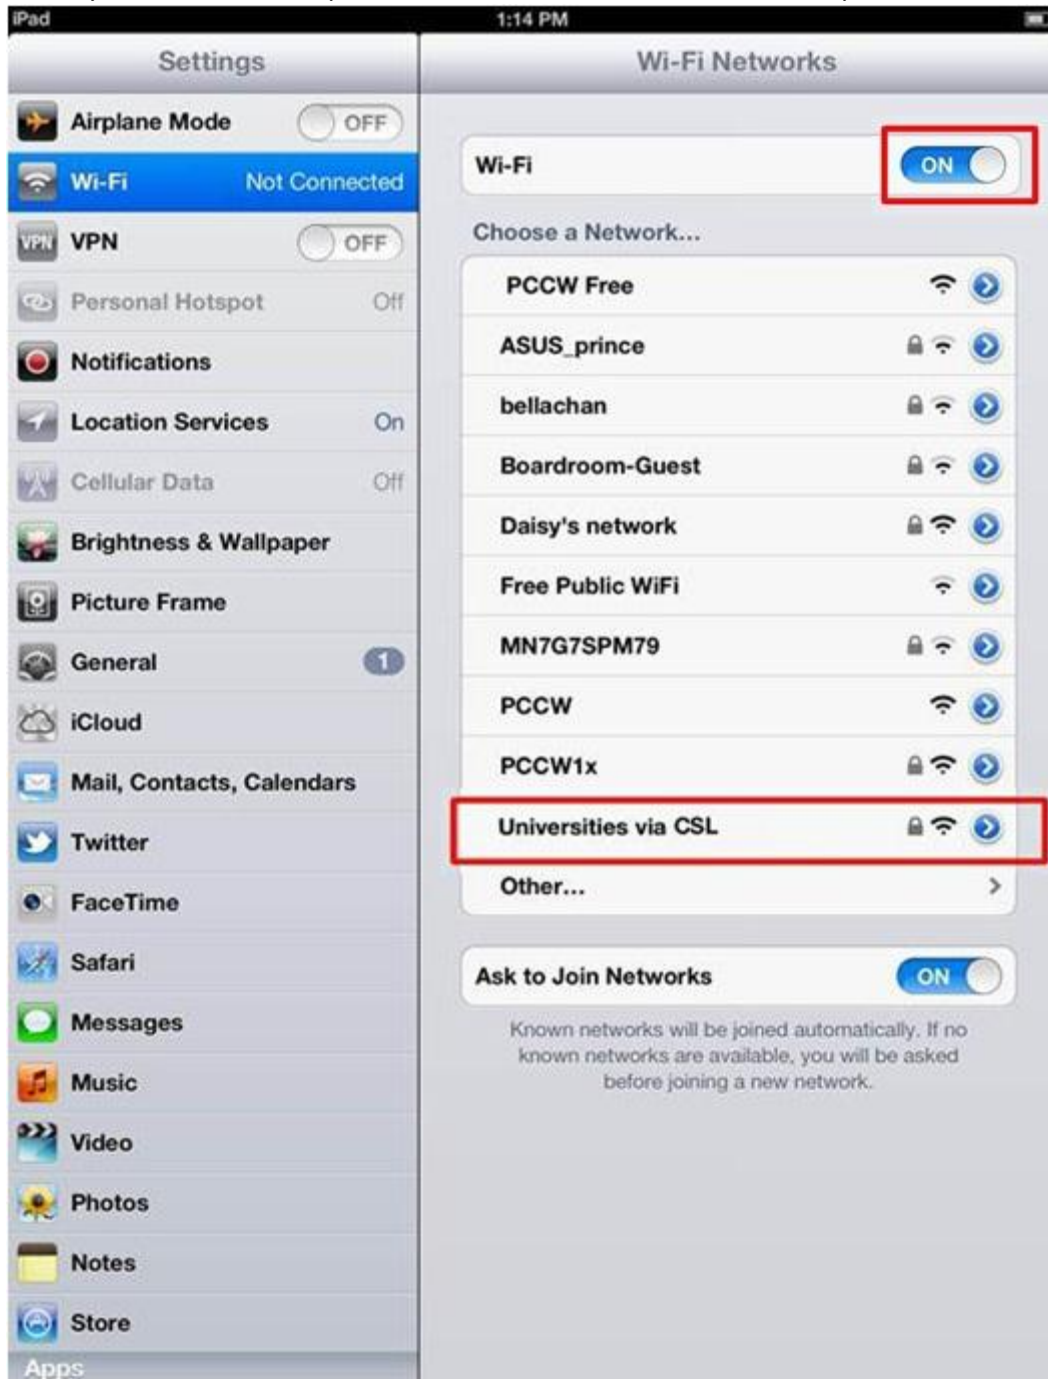 iPad 1:14 PM
Settings
Airplane Mode OFF
Wi-Fi Not Connected
VPN VPN OFF
Personal Hotspot Off
Notifications
Location Services On
Cellular Data Off
Brightness & Wallpaper
Picture Frame
General 1
iCloud
Mail, Contacts, Calendars
Twitter
FaceTime
Safari
Messages
Music
Video
Photos
Notes
Store
Apps
Wi-Fi Networks
Wi-Fi ON
Choose a Network...
PCCW Free
ASUS_prince
bellachan
Boardroom-Guest
Daisy's network
Free Public WiFi
MN7G7SPM79
PCCW
PCCW1x
Universities via CSL
Other...
Ask to Join Networks ON
Known networks will be joined automatically. If no
known networks are available, you will be asked
before joining a new network.